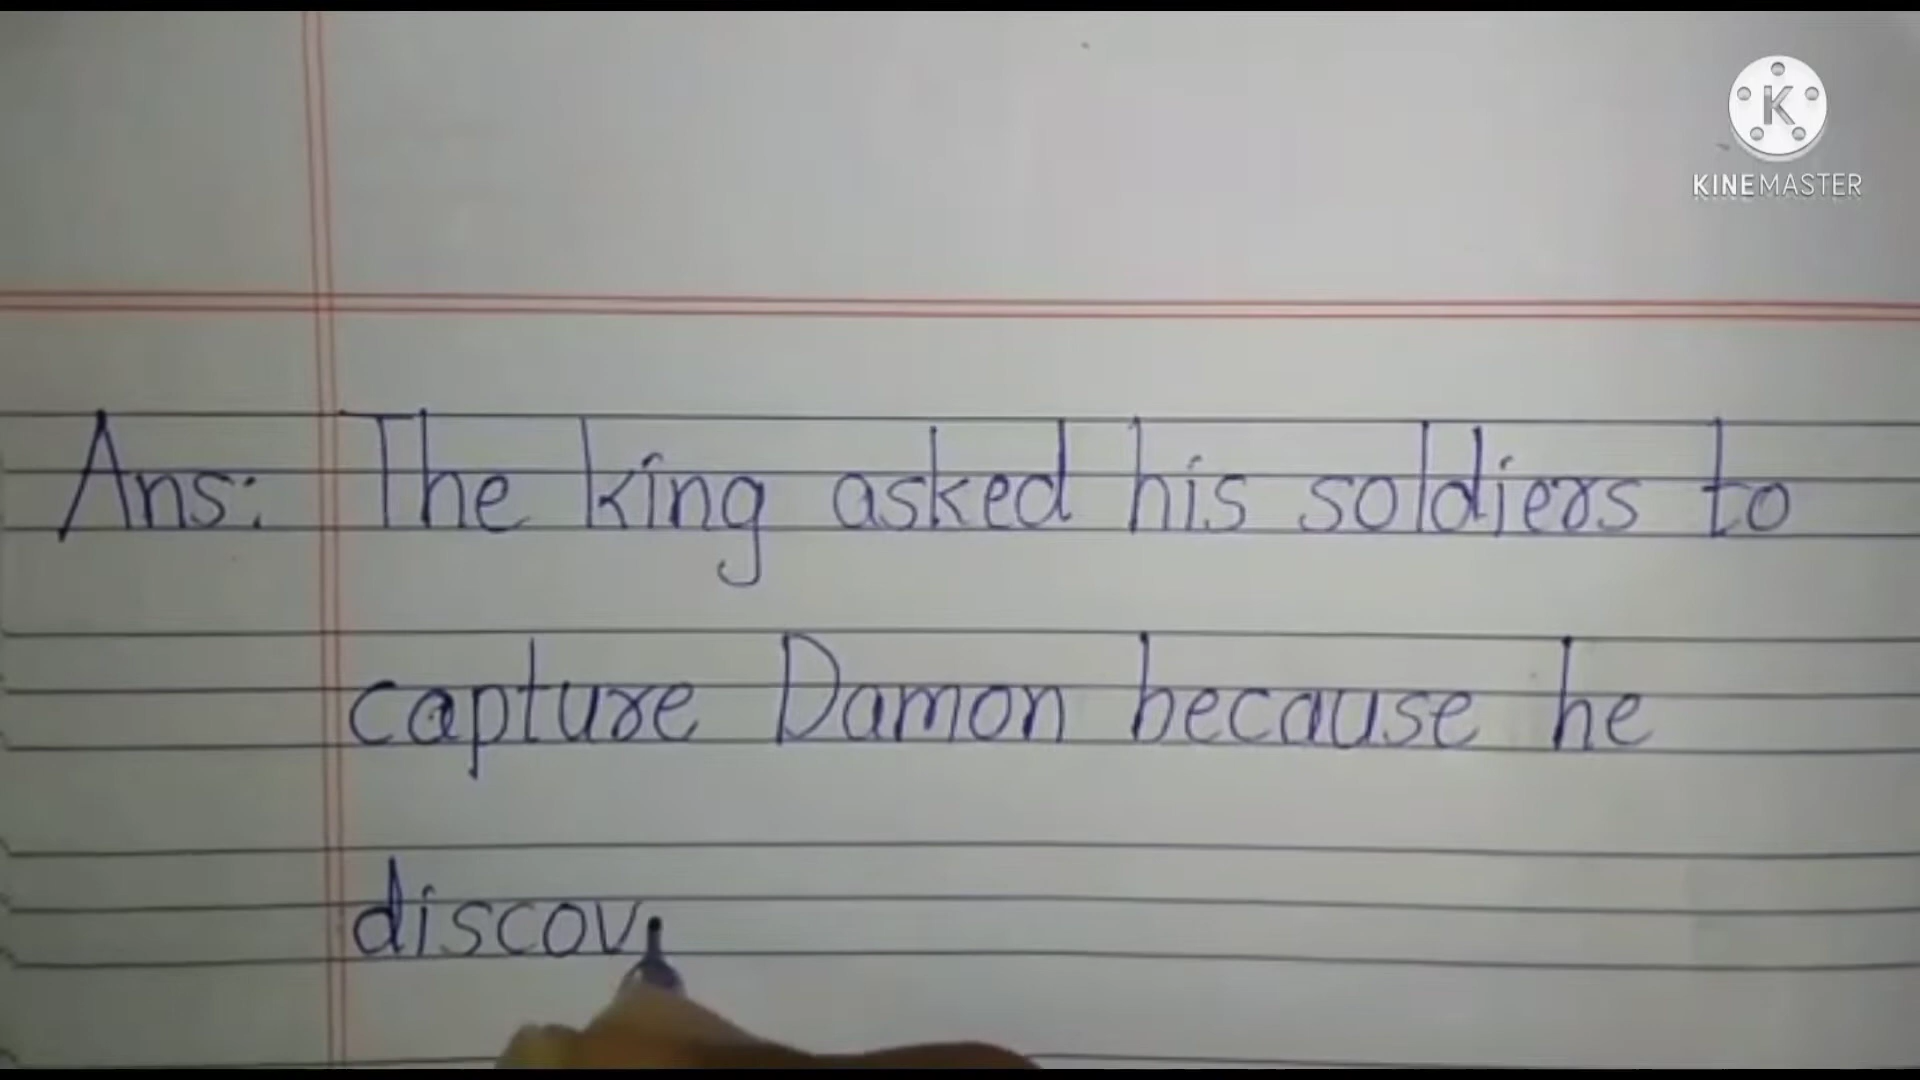 K
KINEMASTER
Ans: The king asked his soldiers to
capture Damon because he
discov